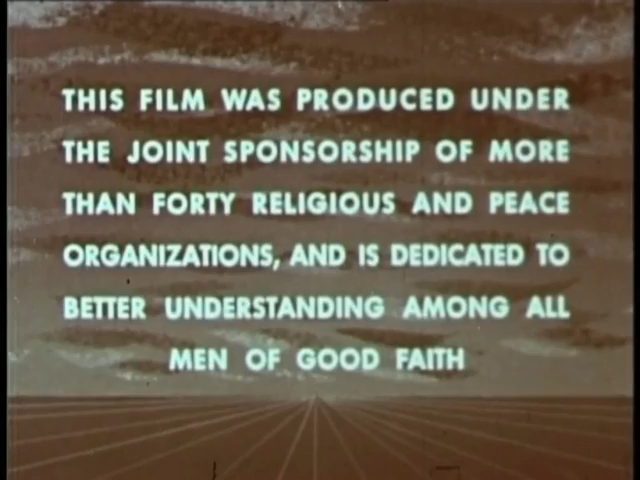 THIS FILM WAS PRODUCED UNDER
THE JOINT SPONSORSHIP OF MORE
THAN FORTY RELIGIOUS AND PEACE
ORGANIZATIONS, AND IS DEDICATED TO
BETTER UNDERSTANDING AMONG ALL
MEN OF GOOD FAITH